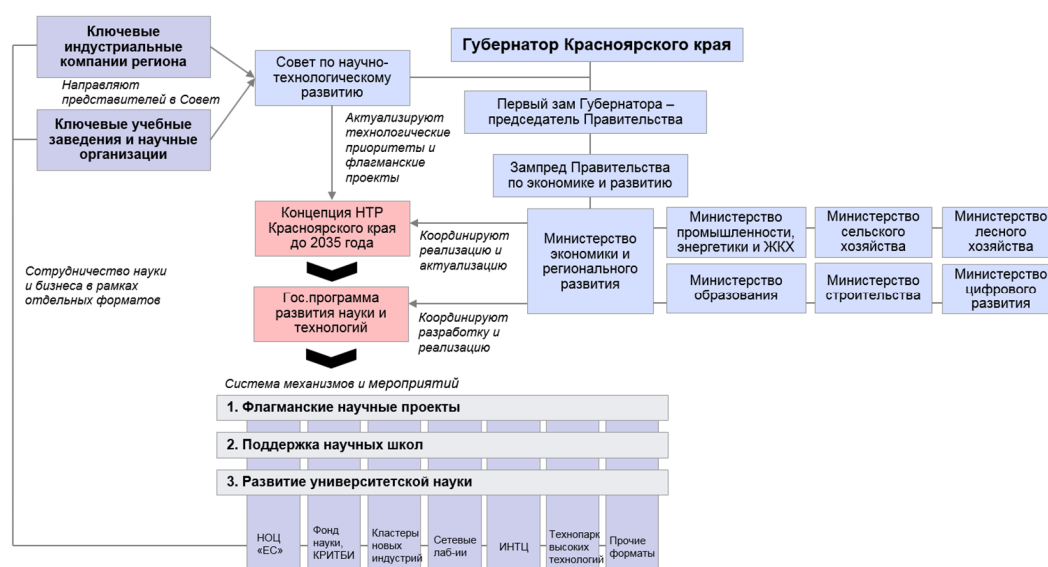 Ключевые
индустриальные
компании региона
Направляют
представителей в Совет
Ключевые учебные
заведения и научные
организации
Совет по научно-
технологическому
развитию
Губернатор Красноярского края
Первый зам Губернатора –
председатель Правительства
Зампред Правительства
по экономике и развитию
Актуализируют
технологические
приоритеты и
флагманские
проекты
Концепция НТР
Красноярского края
до 2035 года
Координируют
реализацию и
актуализацию
Министерство
экономики и
регионального
развития
Министерство
промышленности,
энергетики и ЖКХ
Министерство
сельского
хозяйства
Министерство
лесного
хозяйства
Министерство
образования
Министерство
строительства
Министерство
цифрового
развития
Сотрудничество науки
и бизнеса в рамках
отдельных форматов
Гос.программа
развития науки и
технологий
Координируют
разработку и
реализацию
Система механизмов и мероприятий
1. Флагманские научные проекты
2. Поддержка научных школ
3. Развитие университетской науки
НОЦ
«ЕС»
Фонд
науки,
КРИТБИ
Кластеры
новых
индустрий
Сетевые
лаб-ии
ИНТЦ
Технопарк
высоких
технологий
Прочие
форматы